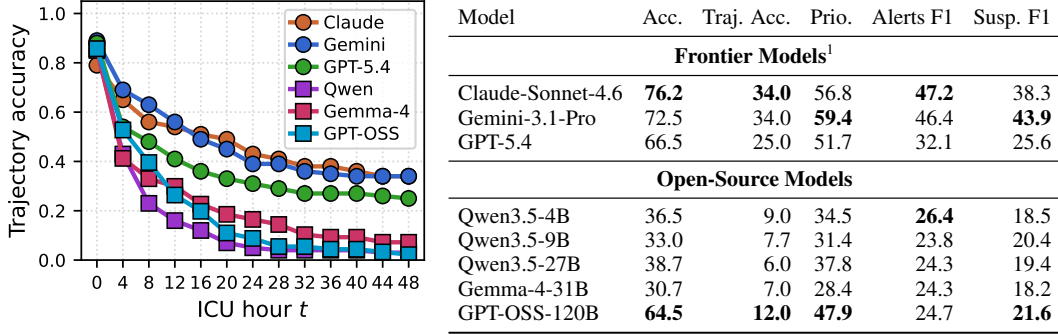 Trajectory accuracy
1.0
0.8
0.6
0.4
0.2
0.0
0 4 8 12 16 20 24 28 32 36 40 44 48
ICU hour t
Claude
Gemini
GPT-5.4
Qwen
Gemma-4
GPT-OSS
Model Acc. Traj. Acc. Prio. Alerts F1 Susp. F1
Frontier Models¹
Claude-Sonnet-4.6 76.2 34.0 56.8 47.2 38.3
Gemini-3.1-Pro 72.5 34.0 59.4 46.4 43.9
GPT-5.4 66.5 25.0 51.7 32.1 25.6
Open-Source Models
Qwen3.5-4B 36.5 9.0 34.5 26.4 18.5
Qwen3.5-9B 33.0 7.7 31.4 23.8 20.4
Qwen3.5-27B 38.7 6.0 37.8 24.3 19.4
Gemma-4-31B 30.7 7.0 28.4 24.3 18.2
GPT-OSS-120B 64.5 12.0 47.9 24.7 21.6